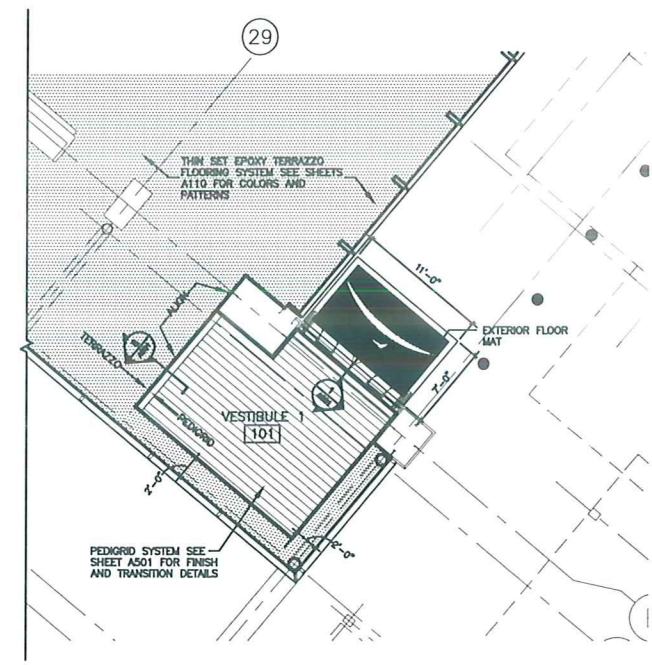 29
THIN SET EPOXY TERRAZZO
FLOORING SYSTEM SEE SHEETS
A110 FOR COLORS AND
PATTERNS
11'-0"
ALIGN
EXTERIOR FLOOR
MAT
TERRAZZO
7'-0"
VESTIBULE 1
101
PEDIGRID
2'-0"
2'-0"
PEDIGRID SYSTEM SEE
SHEET A501 FOR FINISH
AND TRANSITION DETAILS